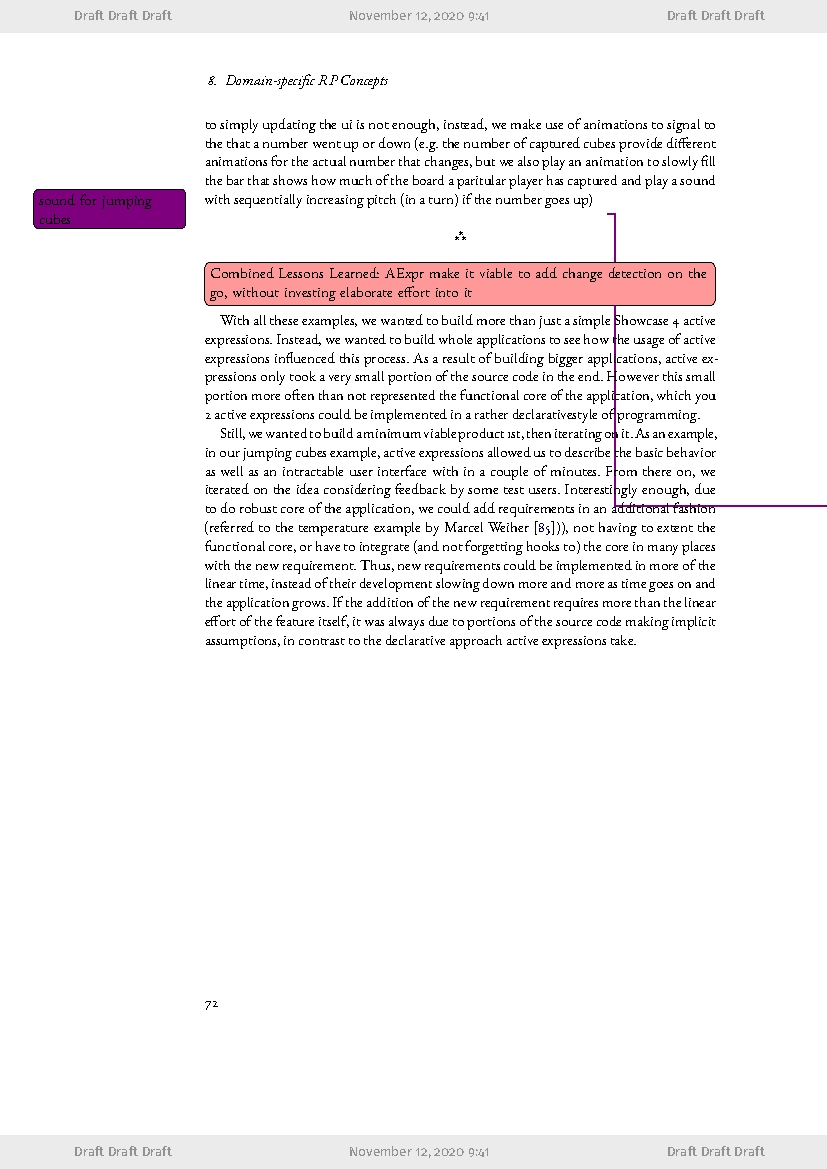 Draft Draft Draft November 12, 2020 9:41 Draft Draft Draft
8. Domain-specific RP Concepts
to simply updating the ui is not enough, instead, we make use of animations to signal to
the that a number went up or down (e.g. the number of captured cubes provide different
animations for the actual number that changes, but we also play an animation to slowly fill
the bar that shows how much of the board a paritular player has captured and play a sound
with sequentially increasing pitch (in a turn) if the number goes up)
sound for jumping
cubes
***
Combined Lessons Learned: AExpr make it viable to add change detection on the
go, without investing elaborate effort into it
With all these examples, we wanted to build more than just a simple Showcase 4 active
expressions. Instead, we wanted to build whole applications to see how the usage of active
expressions influenced this process. As a result of building bigger applications, active ex-
pressions only took a very small portion of the source code in the end. However this small
portion more often than not represented the functional core of the application, which you
2 active expressions could be implemented in a rather declarativestyle of programming.
Still, we wanted to build a minimum viable product 1st, then iterating on it. As an example,
in our jumping cubes example, active expressions allowed us to describe the basic behavior
as well as an intractable user interface with in a couple of minutes. From there on, we
iterated on the idea considering feedback by some test users. Interestingly enough, due
to do robust core of the application, we could add requirements in an additional fashion
(referred to the temperature example by Marcel Weiher [85])), not having to extent the
functional core, or have to integrate (and not forgetting hooks to) the core in many places
with the new requirement. Thus, new requirements could be implemented in more of the
linear time, instead of their development slowing down more and more as time goes on and
the application grows. If the addition of the new requirement requires more than the linear
effort of the feature itself, it was always due to portions of the source code making implicit
assumptions, in contrast to the declarative approach active expressions take.
72
Draft Draft Draft November 12, 2020 9:41 Draft Draft Draft